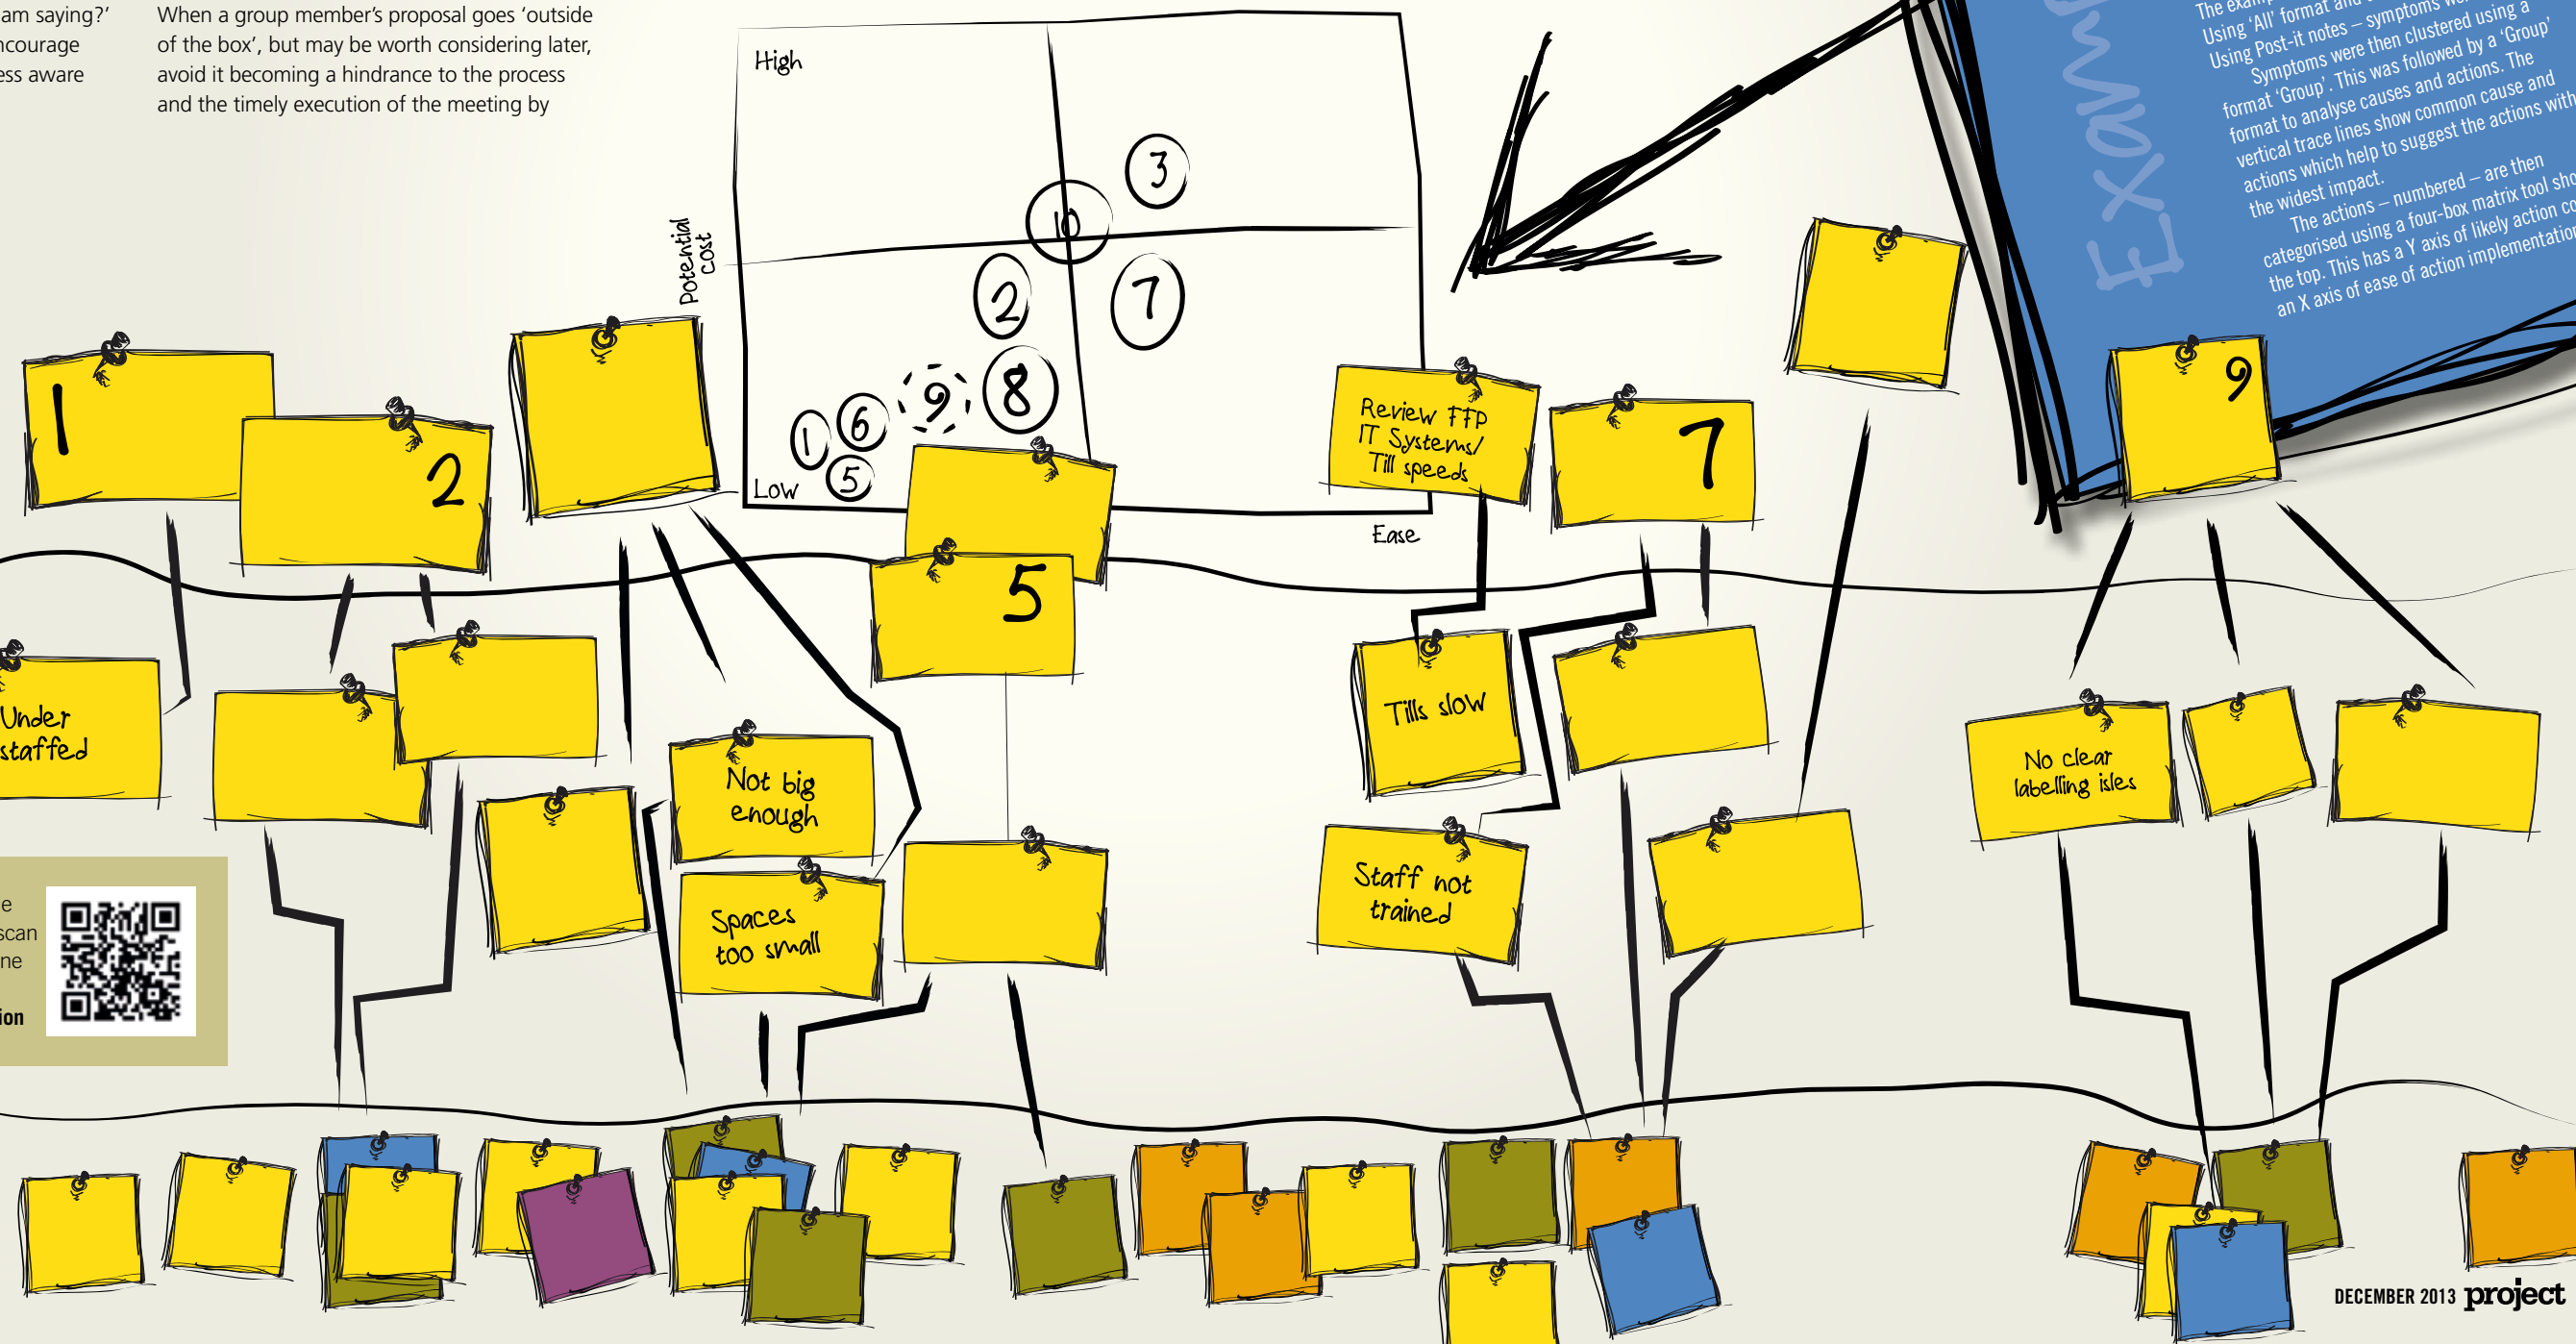 am saying?’
ncourage
ess aware
When a group member’s proposal goes ‘outside
of the box’, but may be worth considering later,
avoid it becoming a hindrance to the process
and the timely execution of the meeting by
High
Potential
cost
3
10
2
7
8
9
6
1
5
Low
Ease
Using ‘All’ format and
Using Post-it notes – symptoms
Symptoms were then clustered using a
format ‘Group’. This was followed by a ‘Group’
format to analyse causes and actions. The
vertical trace lines show common cause and
actions which help to suggest the actions with
the widest impact.
The actions – numbered – are then
categorised using a four-box matrix tool
the top. This has a Y axis of likely action
an X axis of ease of action implementation
1
2
5
Review FFP
IT Systems/
Till speeds
7
9
Under
staffed
Not big
enough
Spaces
too small
Tills slow
Staff not
trained
No clear
labelling isles
e
scan
ne
ion
DECEMBER 2013 project